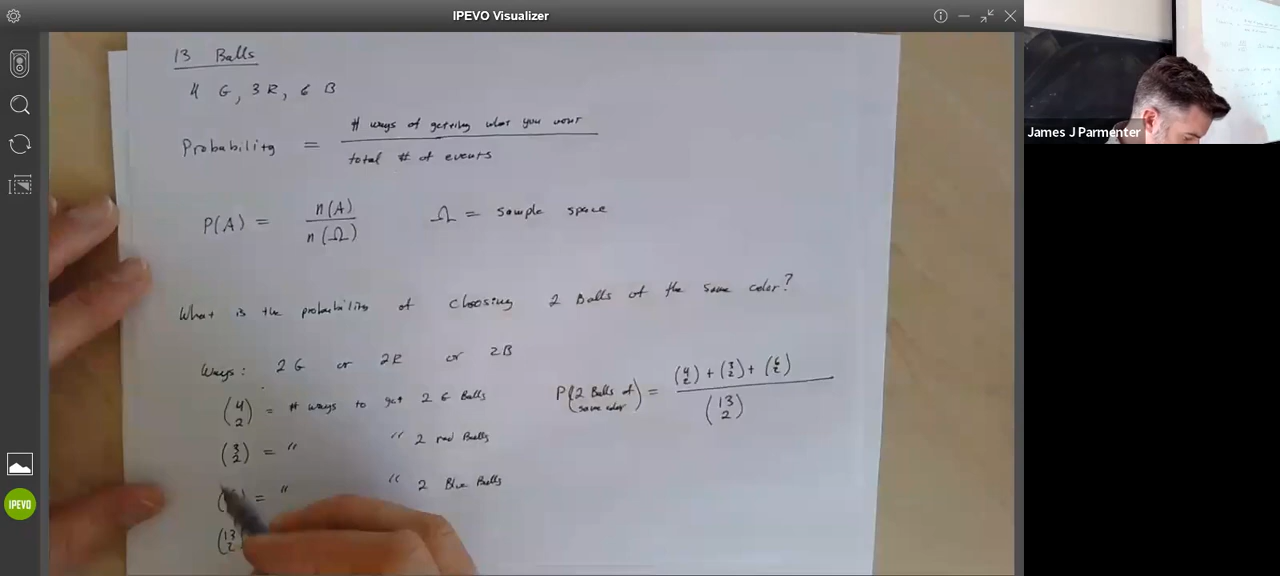 IPEVO Visualizer
James J Parmenter
13 Balls
4 G, 3 R, 6 B
Probability = # ways of getting what you want
total # of events
P(A) = n(A) / n(Ω) Ω = sample space
What is the probability of choosing 2 Balls of the same color?
Ways: 2 G or 2R or 2B
(4 2) = # ways to get 2 G Balls
(3 2) = " " 2 red Balls
= " " 2 Blue Balls
(13 2)
P(2 Balls of same color) = (4 2) + (3 2) + (6 2) / (13 2)
IPEVO